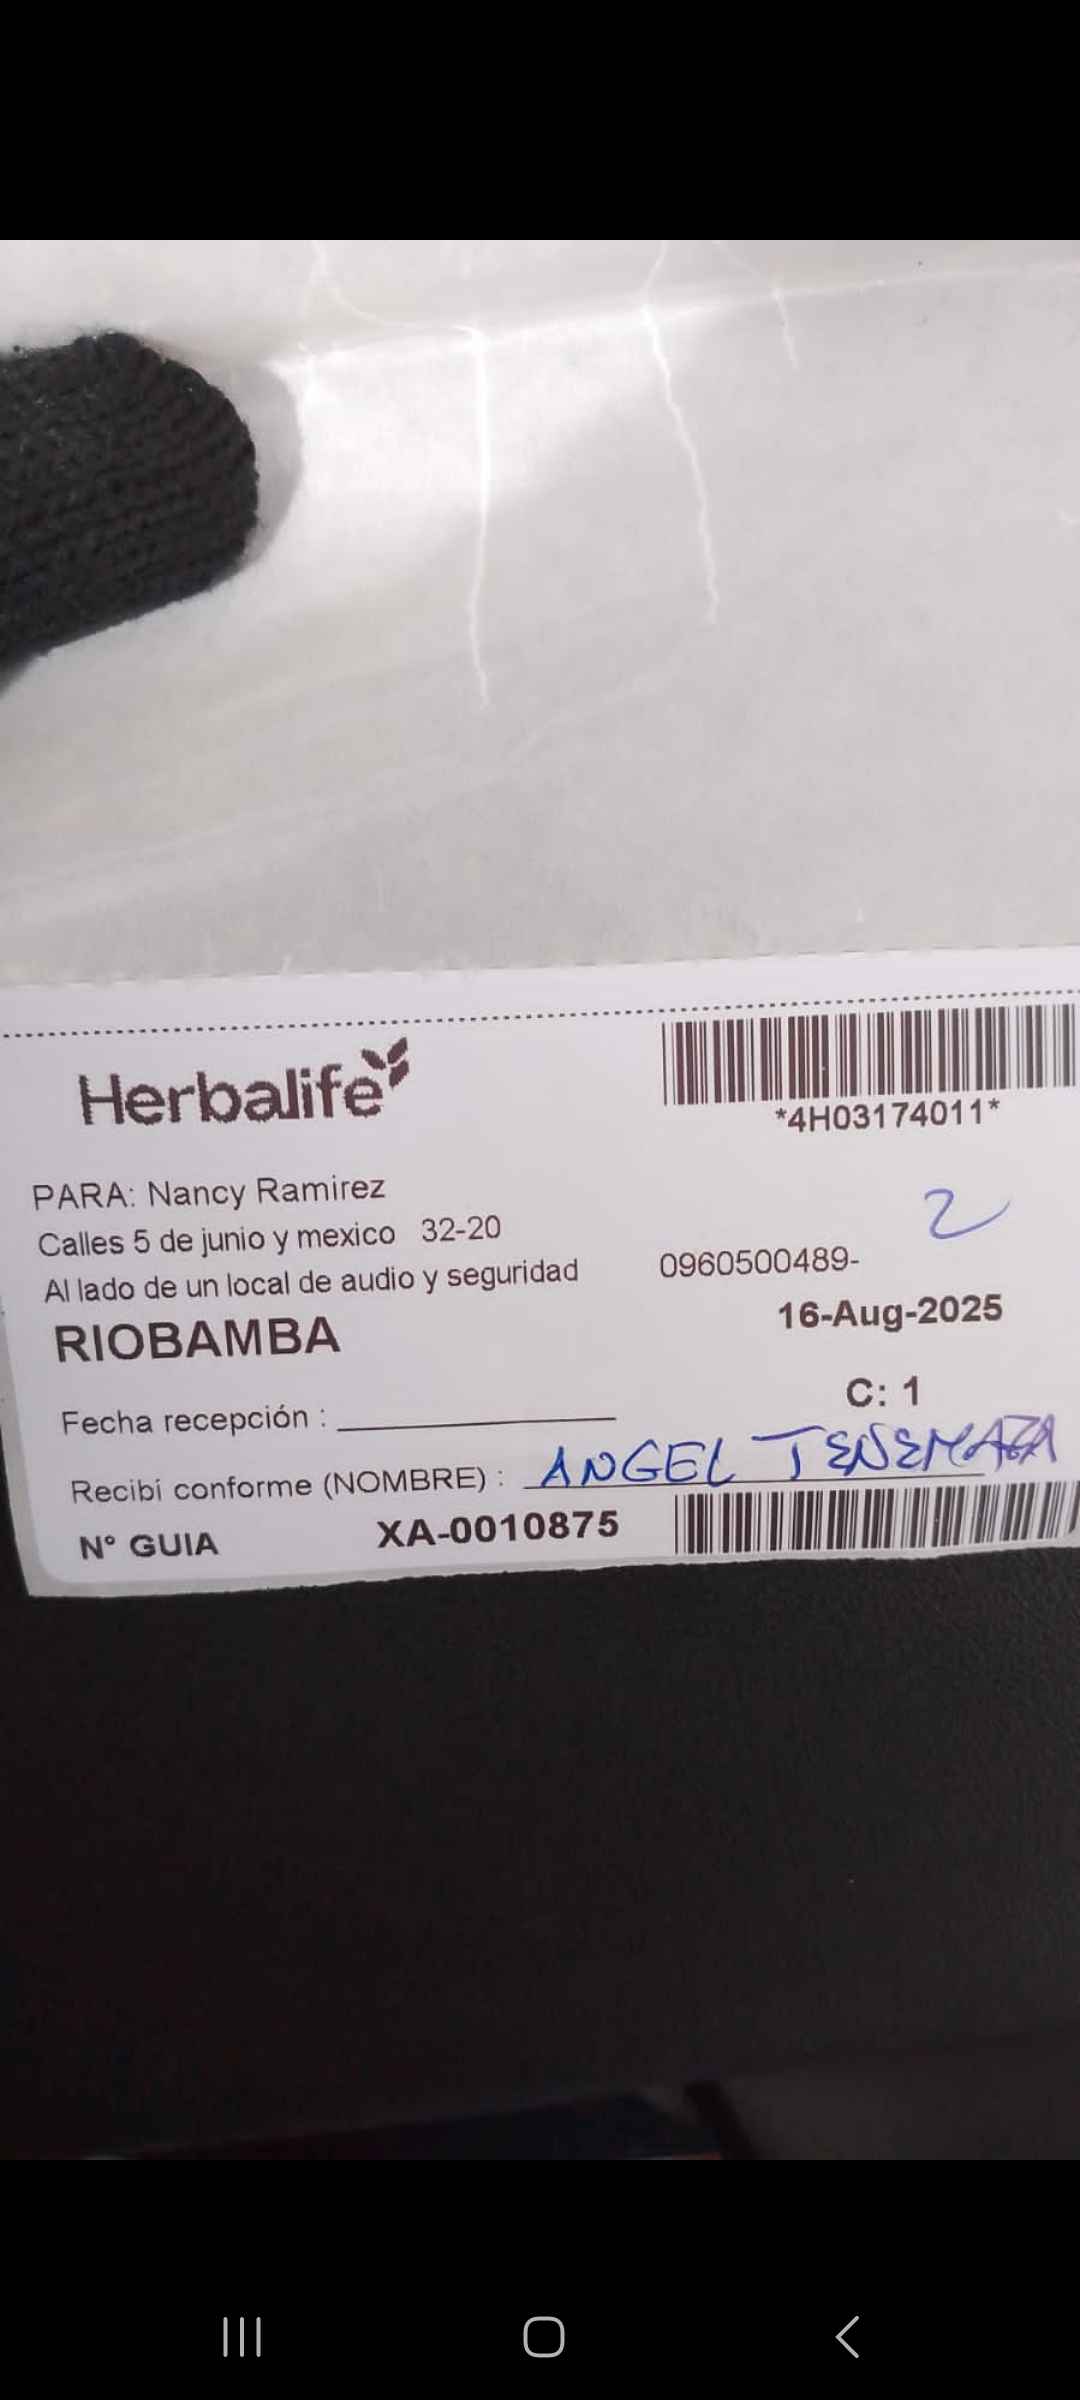 Herbalife
*4H03174011*
PARA: Nancy Ramirez
2
Calles 5 de junio y mexico 32-20
Al lado de un local de audio y seguridad 0960500489-
RIOBAMBA 16-Aug-2025
C: 1
Fecha recepción :
Recibí conforme (NOMBRE) : ANGEL TENEMAZA
N° GUIA XA-0010875